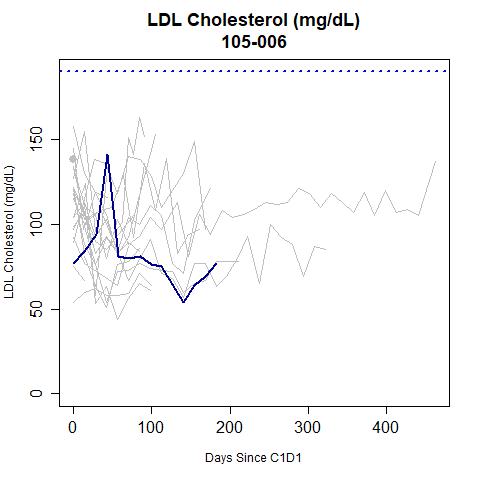 LDL Cholesterol (mg/dL)
105-006
LDL Cholesterol (mg/dL)
150
100
50
0
0 100 200 300 400
Days Since C1D1